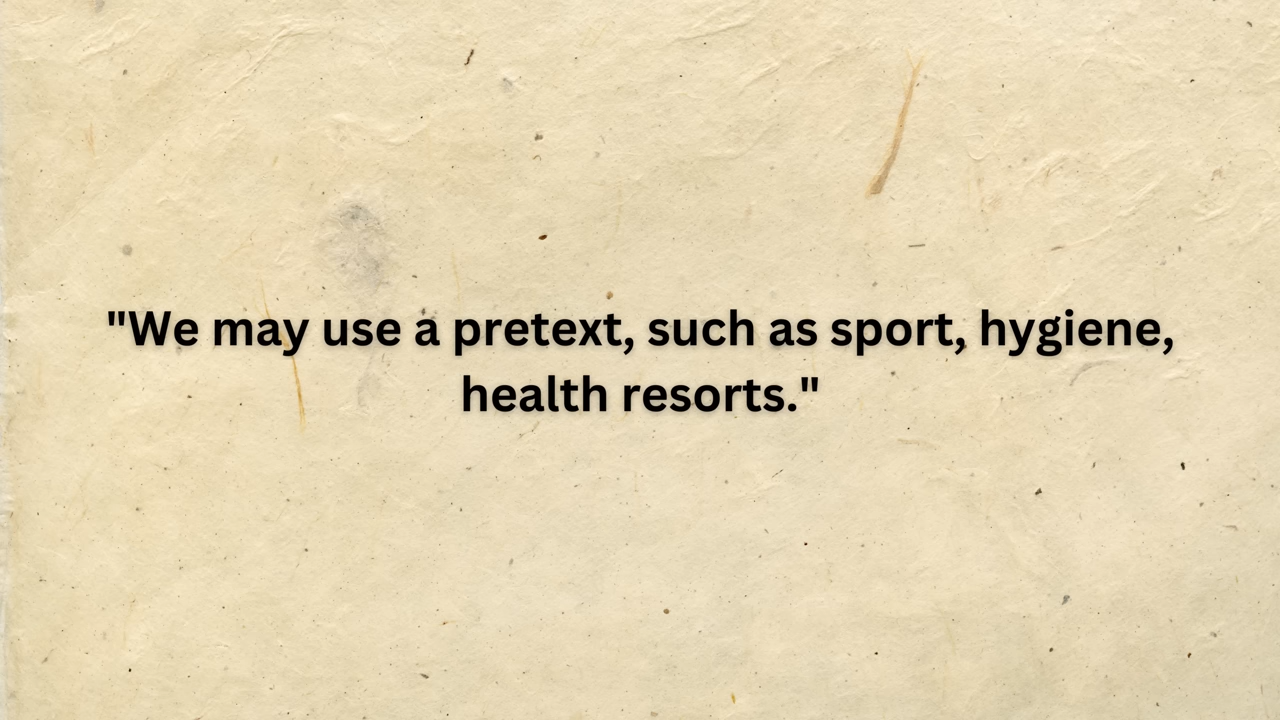 "We may use a pretext, such as sport, hygiene,
health resorts."